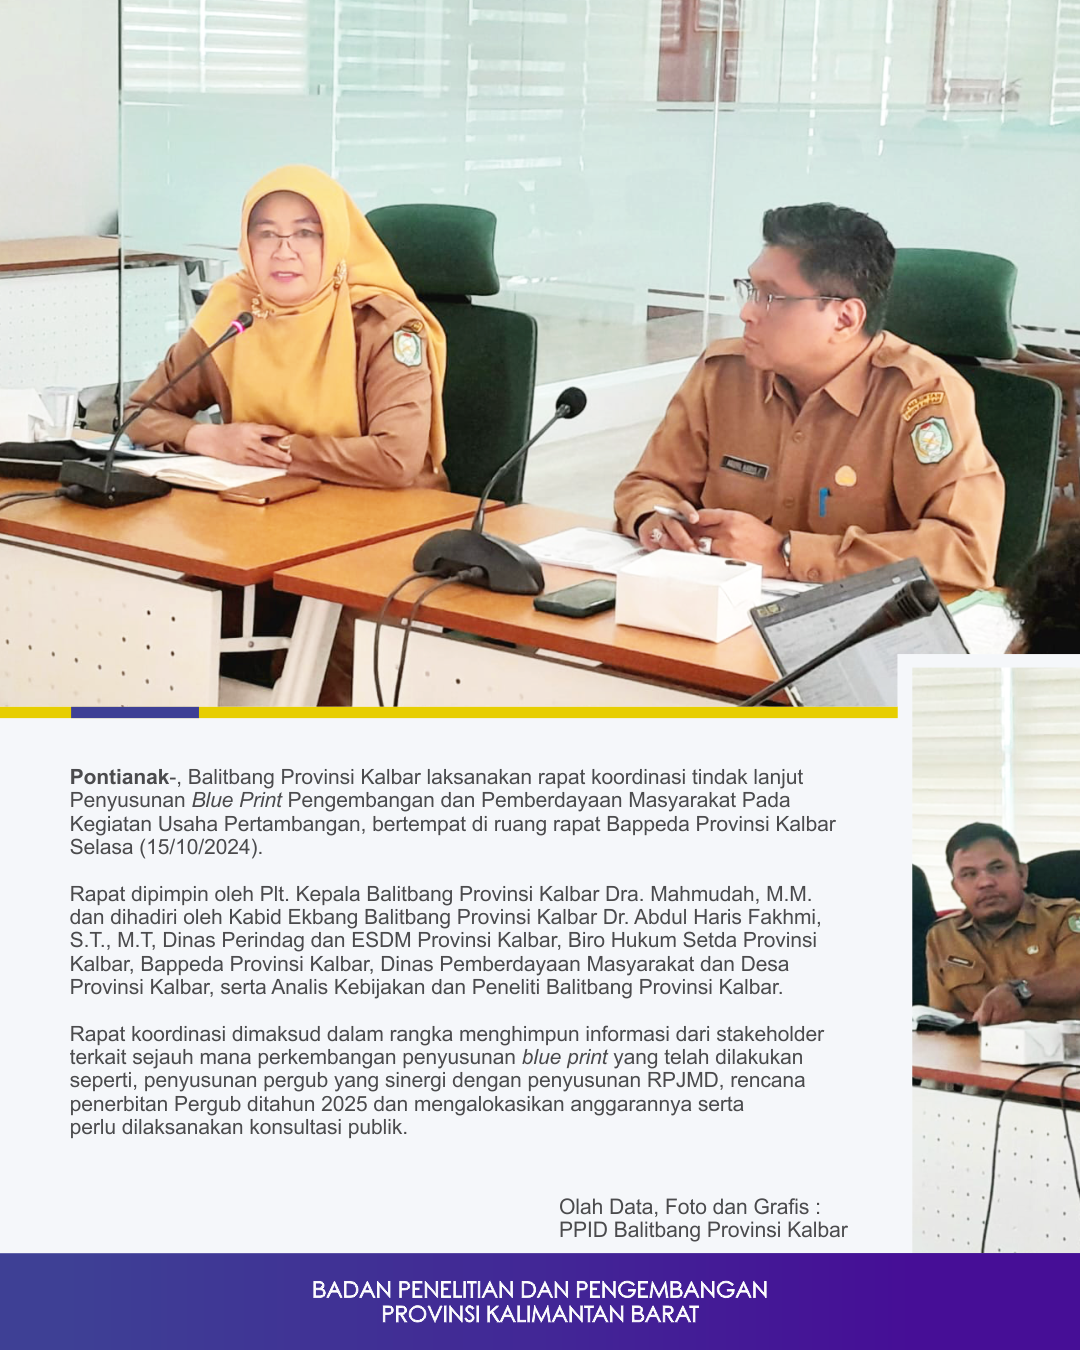 Pontianak-, Balitbang Provinsi Kalbar laksanakan rapat koordinasi tindak lanjut
Penyusunan Blue Print Pengembangan dan Pemberdayaan Masyarakat Pada
Kegiatan Usaha Pertambangan, bertempat di ruang rapat Bappeda Provinsi Kalbar
Selasa (15/10/2024).
Rapat dipimpin oleh Plt. Kepala Balitbang Provinsi Kalbar Dra. Mahmudah, M.M.
dan dihadiri oleh Kabid Ekbang Balitbang Provinsi Kalbar Dr. Abdul Haris Fakhmi,
S.T., M.T, Dinas Perindag dan ESDM Provinsi Kalbar, Biro Hukum Setda Provinsi
Kalbar, Bappeda Provinsi Kalbar, Dinas Pemberdayaan Masyarakat dan Desa
Provinsi Kalbar, serta Analis Kebijakan dan Peneliti Balitbang Provinsi Kalbar.
Rapat koordinasi dimaksud dalam rangka menghimpun informasi dari stakeholder
terkait sejauh mana perkembangan penyusunan blue print yang telah dilakukan
seperti, penyusunan pergub yang sinergi dengan penyusunan RPJMD, rencana
penerbitan Pergub ditahun 2025 dan mengalokasikan anggarannya serta
perlu dilaksanakan konsultasi publik.
Olah Data, Foto dan Grafis :
PPID Balitbang Provinsi Kalbar
BADAN PENELITIAN DAN PENGEMBANGAN
PROVINSI KALIMANTAN BARAT